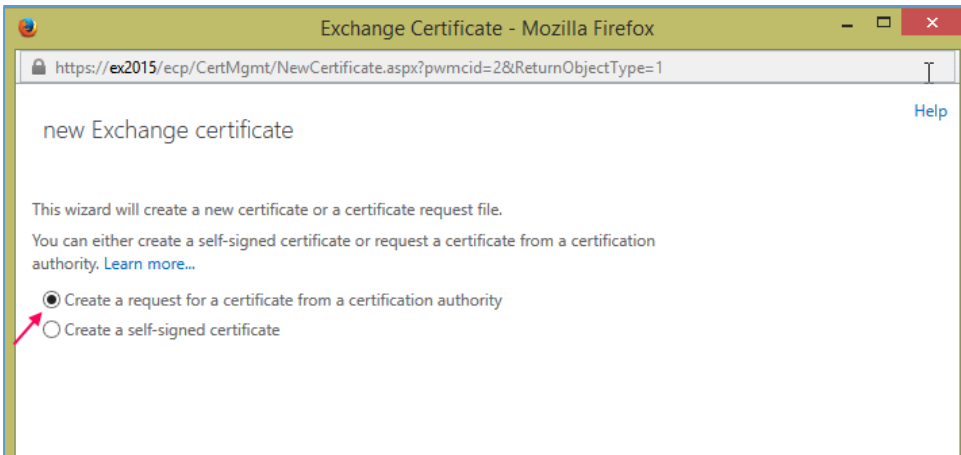 Exchange Certificate - Mozilla Firefox
https://ex2015/ecp/CertMgmt/NewCertificate.aspx?pwmcid=2&ReturnObjectType=1
Help
new Exchange certificate
This wizard will create a new certificate or a certificate request file.
You can either create a self-signed certificate or request a certificate from a certification
authority. Learn more...
Create a request for a certificate from a certification authority
Create a self-signed certificate